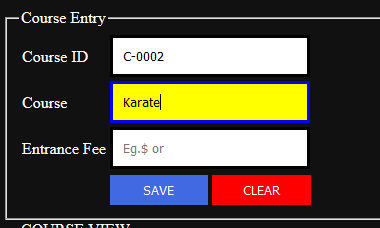 Course Entry
Course ID C-0002
Course Karate
Entrance Fee Eg.$ or
SAVE CLEAR
COURSE VIEW